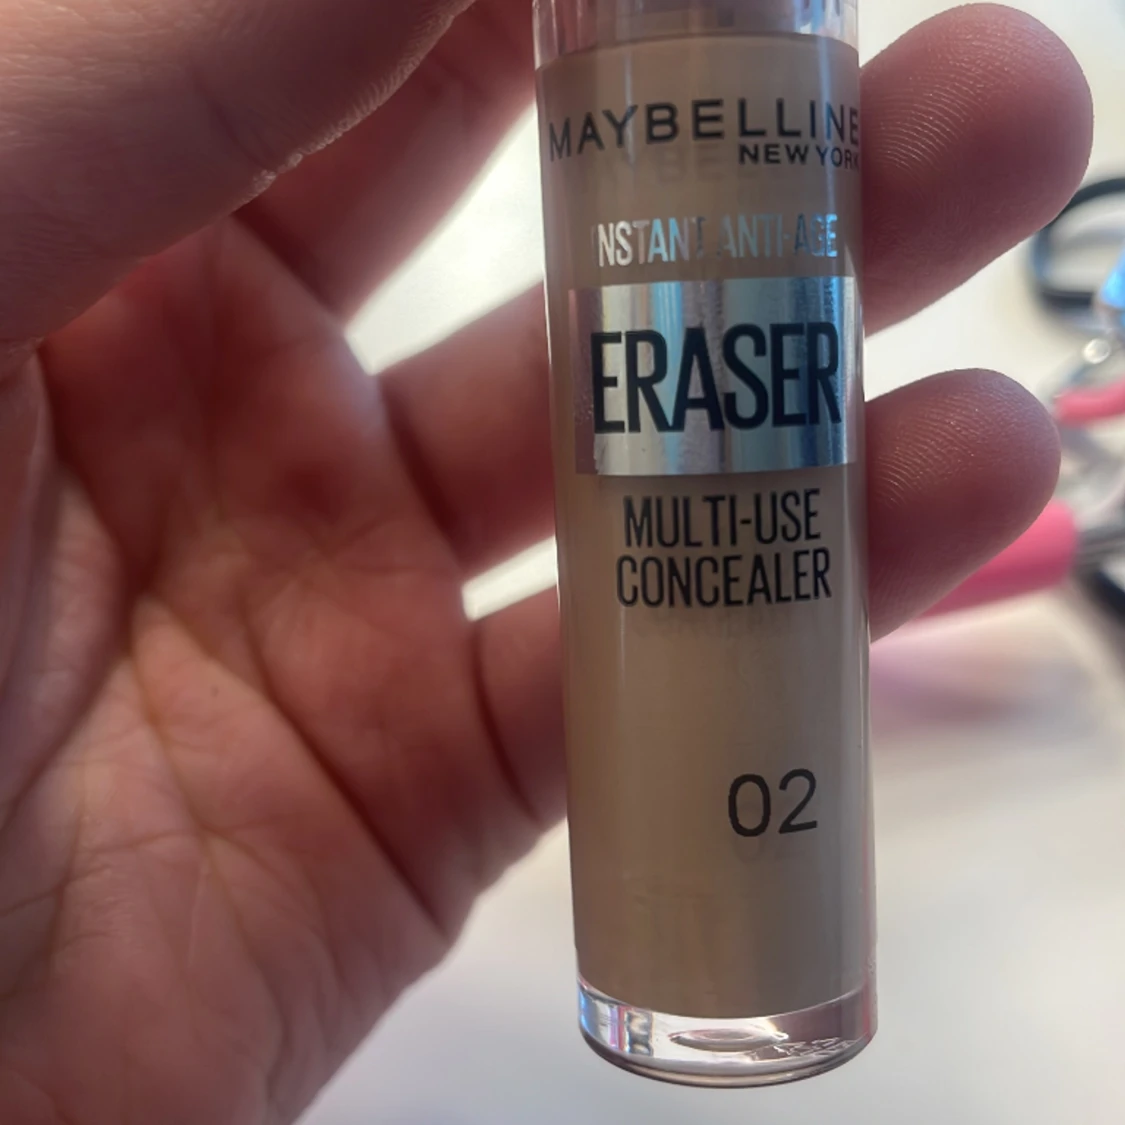 MAYBELLINE
NEW YORK
INSTANT ANTI-AGE
ERASER
MULTI-USE
CONCEALER
02